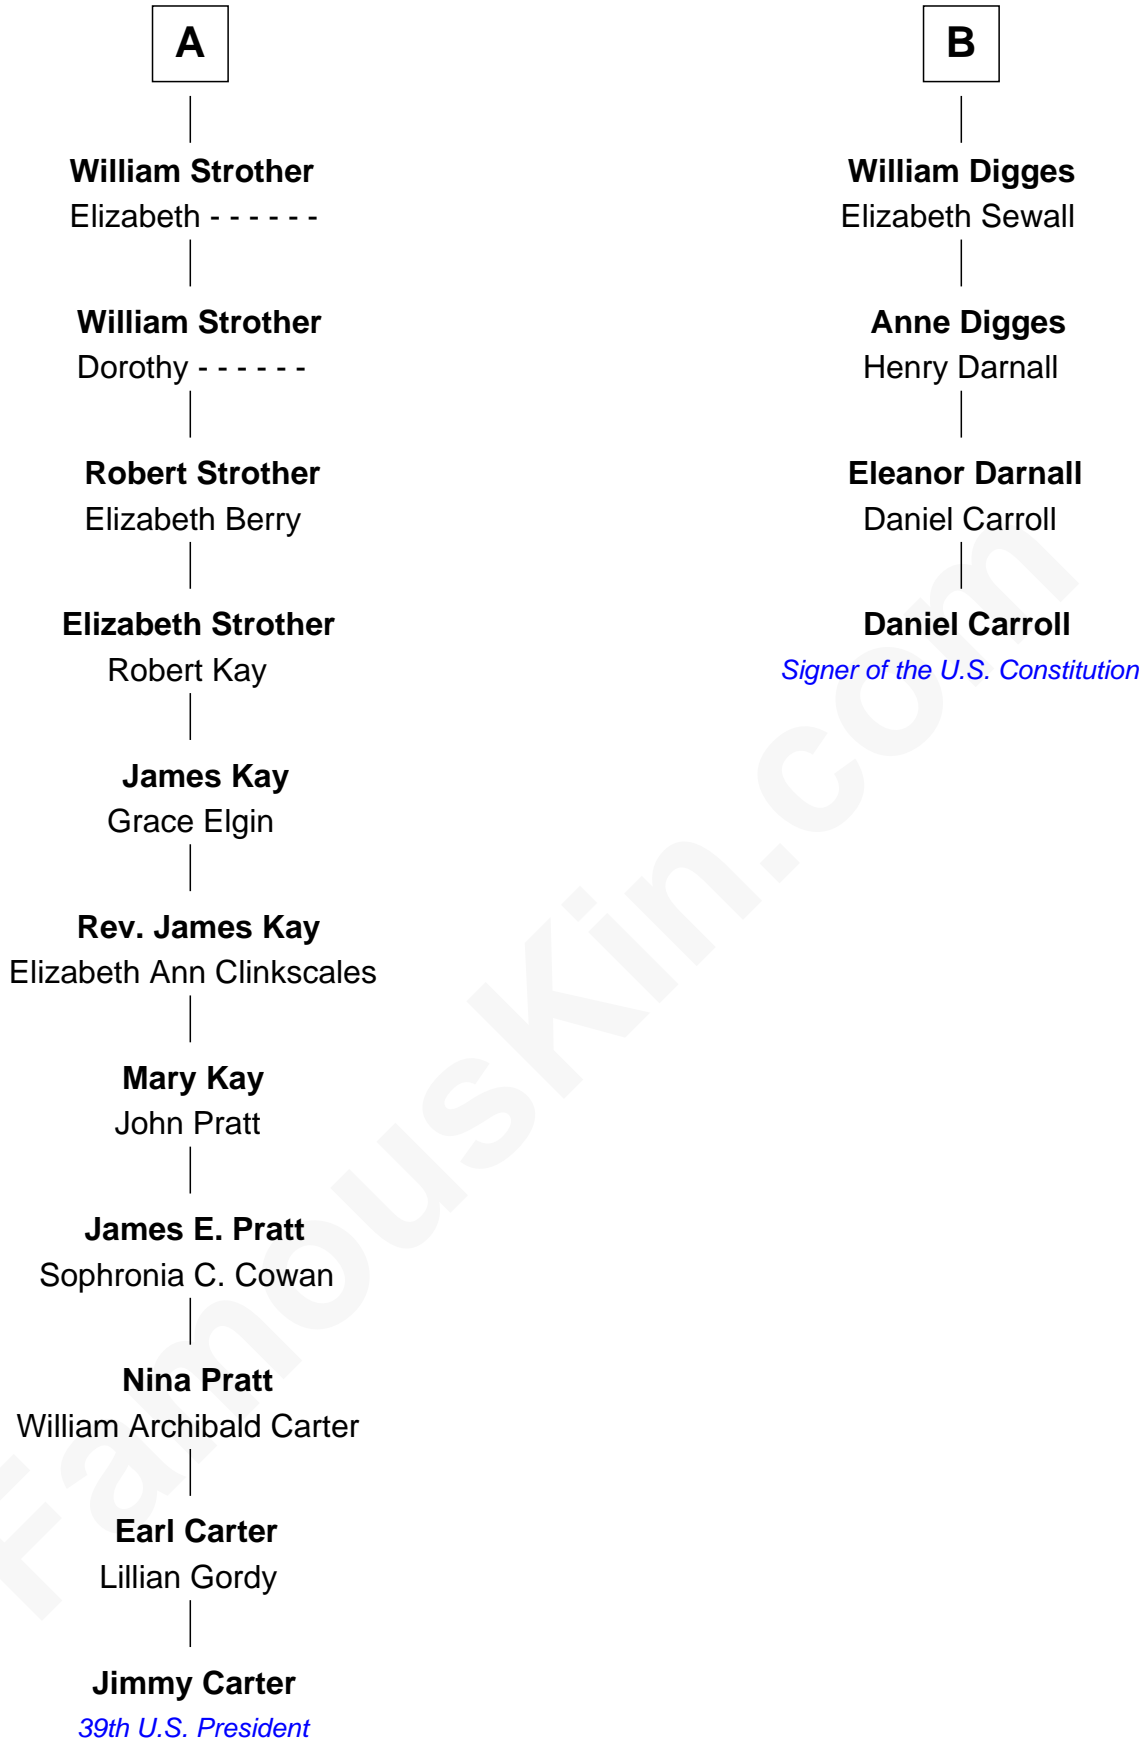 A
William Strother
Elizabeth - - - - - -
William Strother
Dorothy - - - - - -
Robert Strother
Elizabeth Berry
Elizabeth Strother
Robert Kay
James Kay
Grace Elgin
Rev. James Kay
Elizabeth Ann Clinkscales
Mary Kay
John Pratt
James E. Pratt
Sophronia C. Cowan
Nina Pratt
William Archibald Carter
Earl Carter
Lillian Gordy
Jimmy Carter
39th U.S. President
B
William Digges
Elizabeth Sewall
Anne Digges
Henry Darnall
Eleanor Darnall
Daniel Carroll
Daniel Carroll
Signer of the U.S. Constitution
FamousKin.com